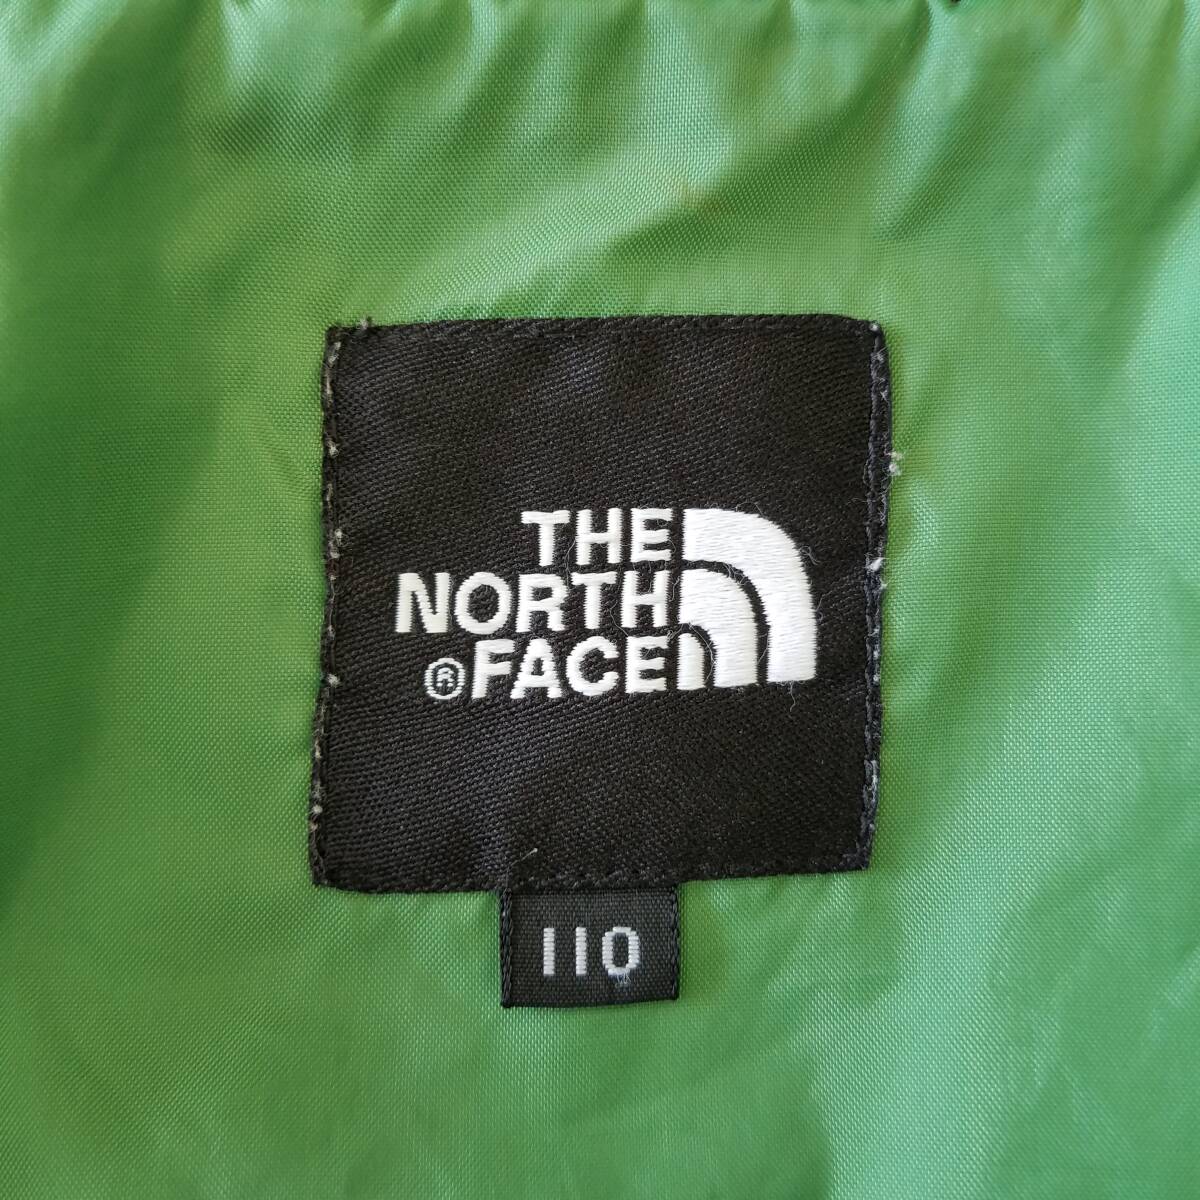 THE
NORTH
® FACE
110